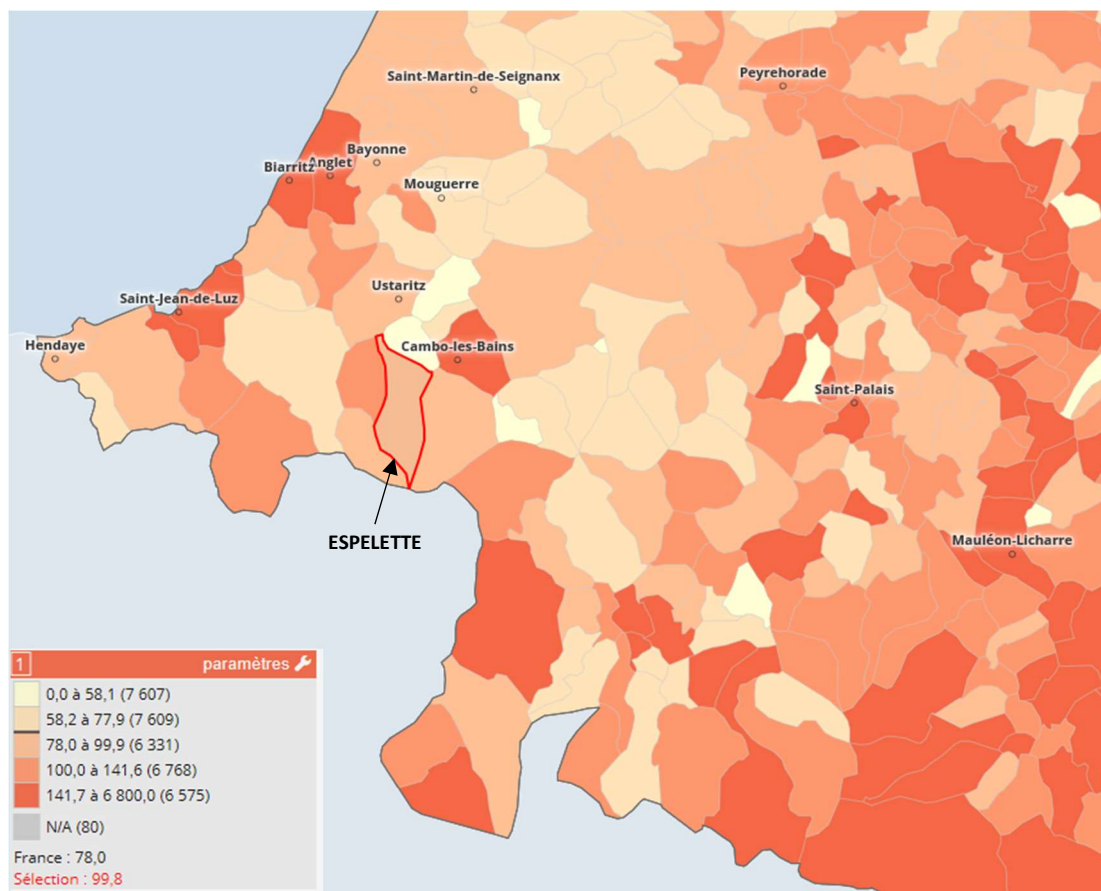 Saint-Martin-de-Seignanx
Peyrehorade
Bayonne
Biarritz
Anglet
Mouguerre
Ustaritz
Saint-Jean-de-Luz
Hendaye
Cambo-les-Bains
Saint-Palais
ESPELETTE
Mauléon-Licharre
1 paramètres
0,0 à 58,1 (7 607)
58,2 à 77,9 (7 609)
78,0 à 99,9 (6 331)
100,0 à 141,6 (6 768)
141,7 à 6 800,0 (6 575)
N/A (80)
France : 78,0
Sélection : 99,8